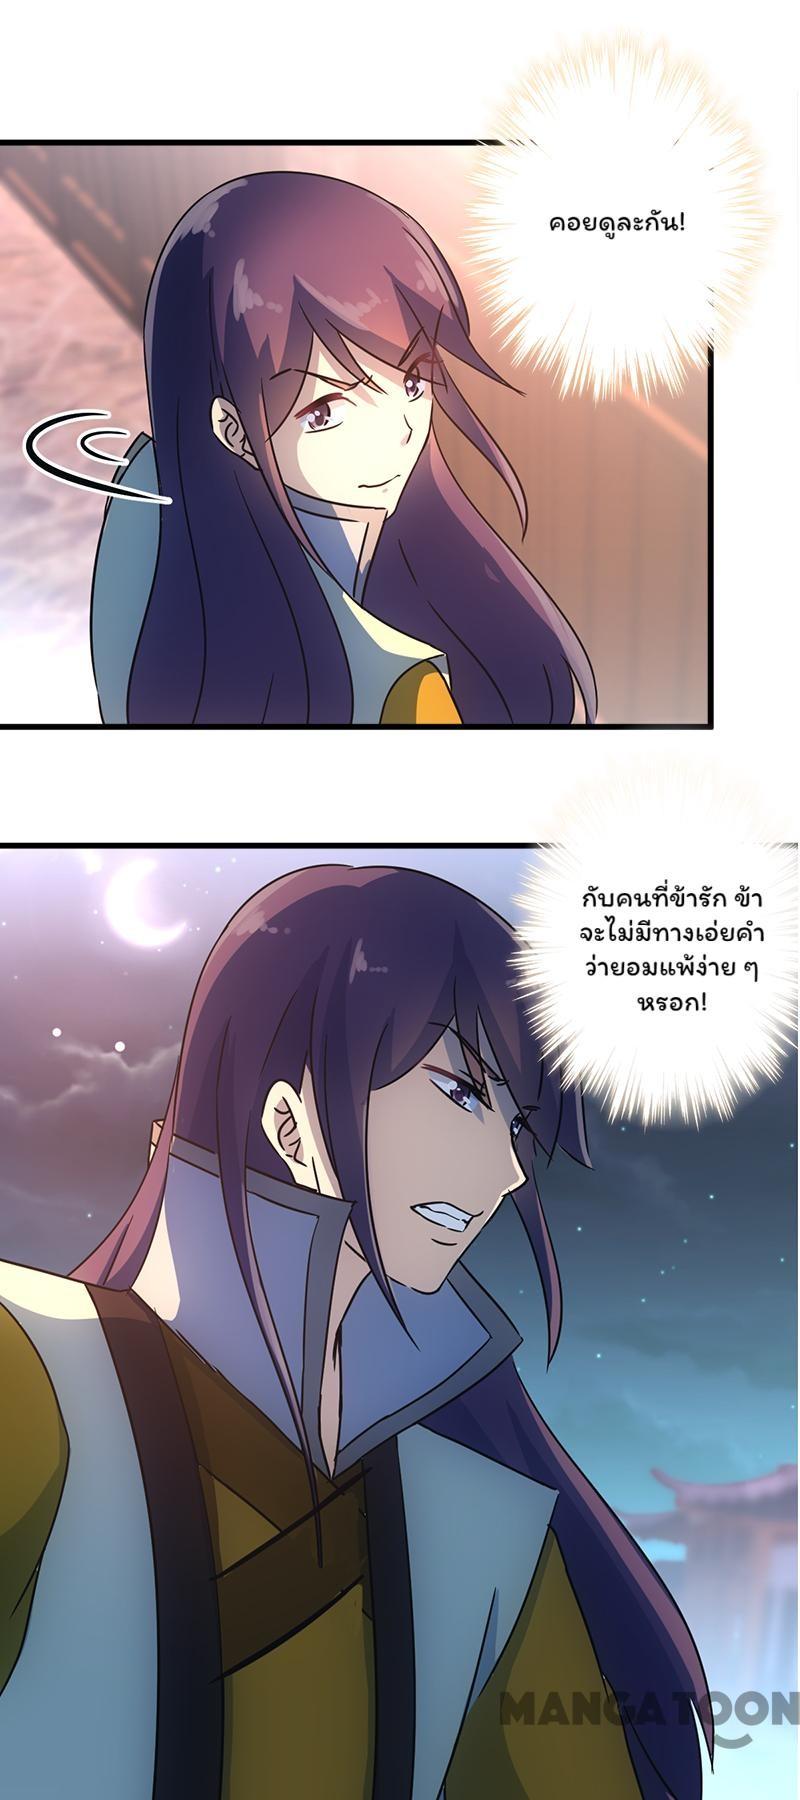 คอยดูละกัน!
กับคนที่ข้ารัก ข้า
จะไม่มีทางเอ่ยคำ
ว่ายอมแพ้ง่าย ๆ
หรอก!
MANGATOON